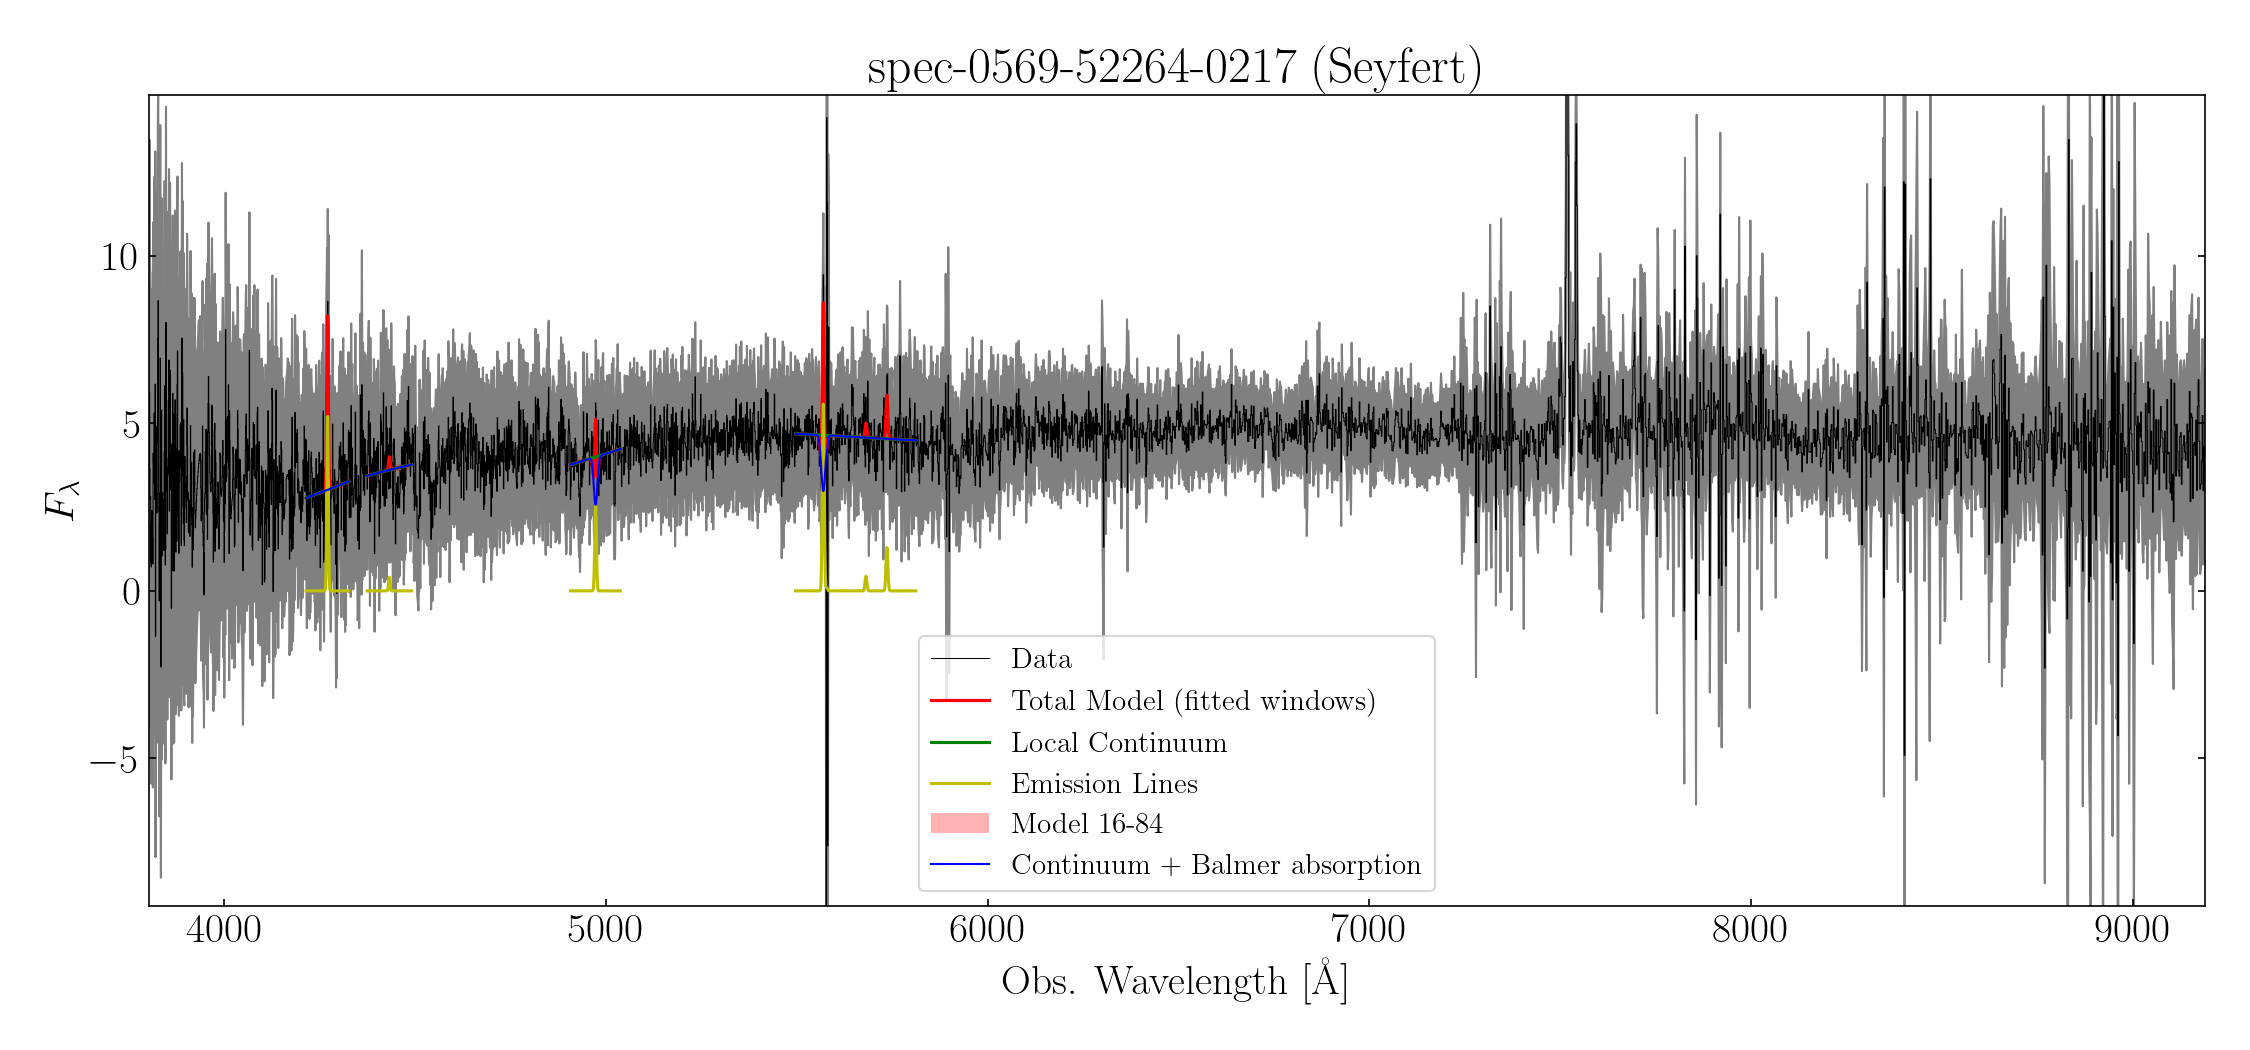 spec-0569-52264-0217 (Seyfert)
10
5
0
−5
F_λ
4000
5000
6000
7000
8000
9000
Obs. Wavelength [Å]
Data
Total Model (fitted windows)
Local Continuum
Emission Lines
Model 16-84
Continuum + Balmer absorption